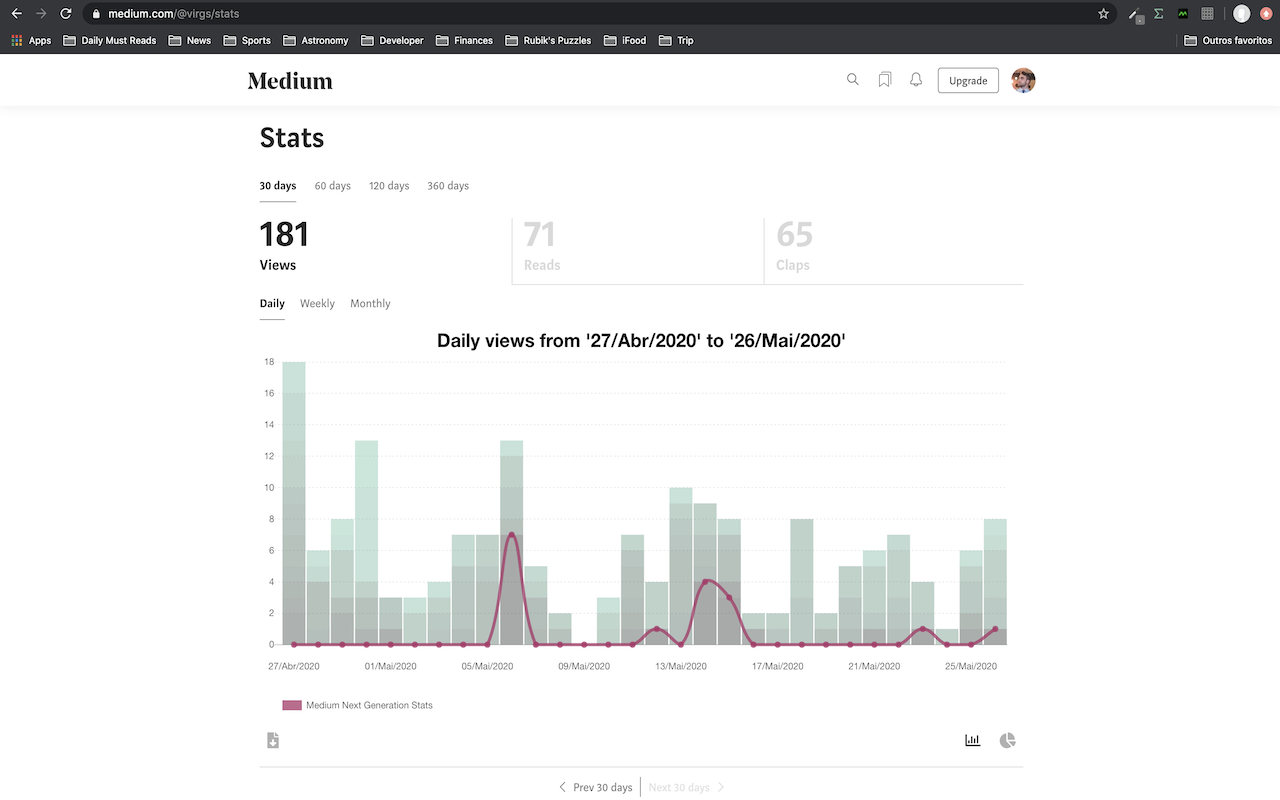 medium.com/@virgs/stats
Apps Daily Must Reads News Sports Astronomy Developer Finances Rubik's Puzzles iFood Trip Outros favoritos
Medium Upgrade
Stats
30 days 60 days 120 days 360 days
181 71 65
Views Reads Claps
Daily Weekly Monthly
Daily views from '27/Abr/2020' to '26/Mai/2020'
18
16
14
12
10
8
6
4
2
0
27/Abr/2020 01/Mai/2020 05/Mai/2020 09/Mai/2020 13/Mai/2020 17/Mai/2020 21/Mai/2020 25/Mai/2020
Medium Next Generation Stats
Prev 30 days Next 30 days